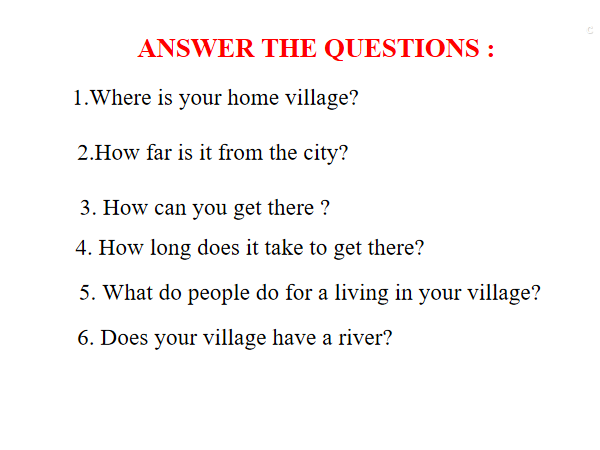 ANSWER THE QUESTIONS :
1.Where is your home village?
2.How far is it from the city?
3. How can you get there ?
4. How long does it take to get there?
5. What do people do for a living in your village?
6. Does your village have a river?